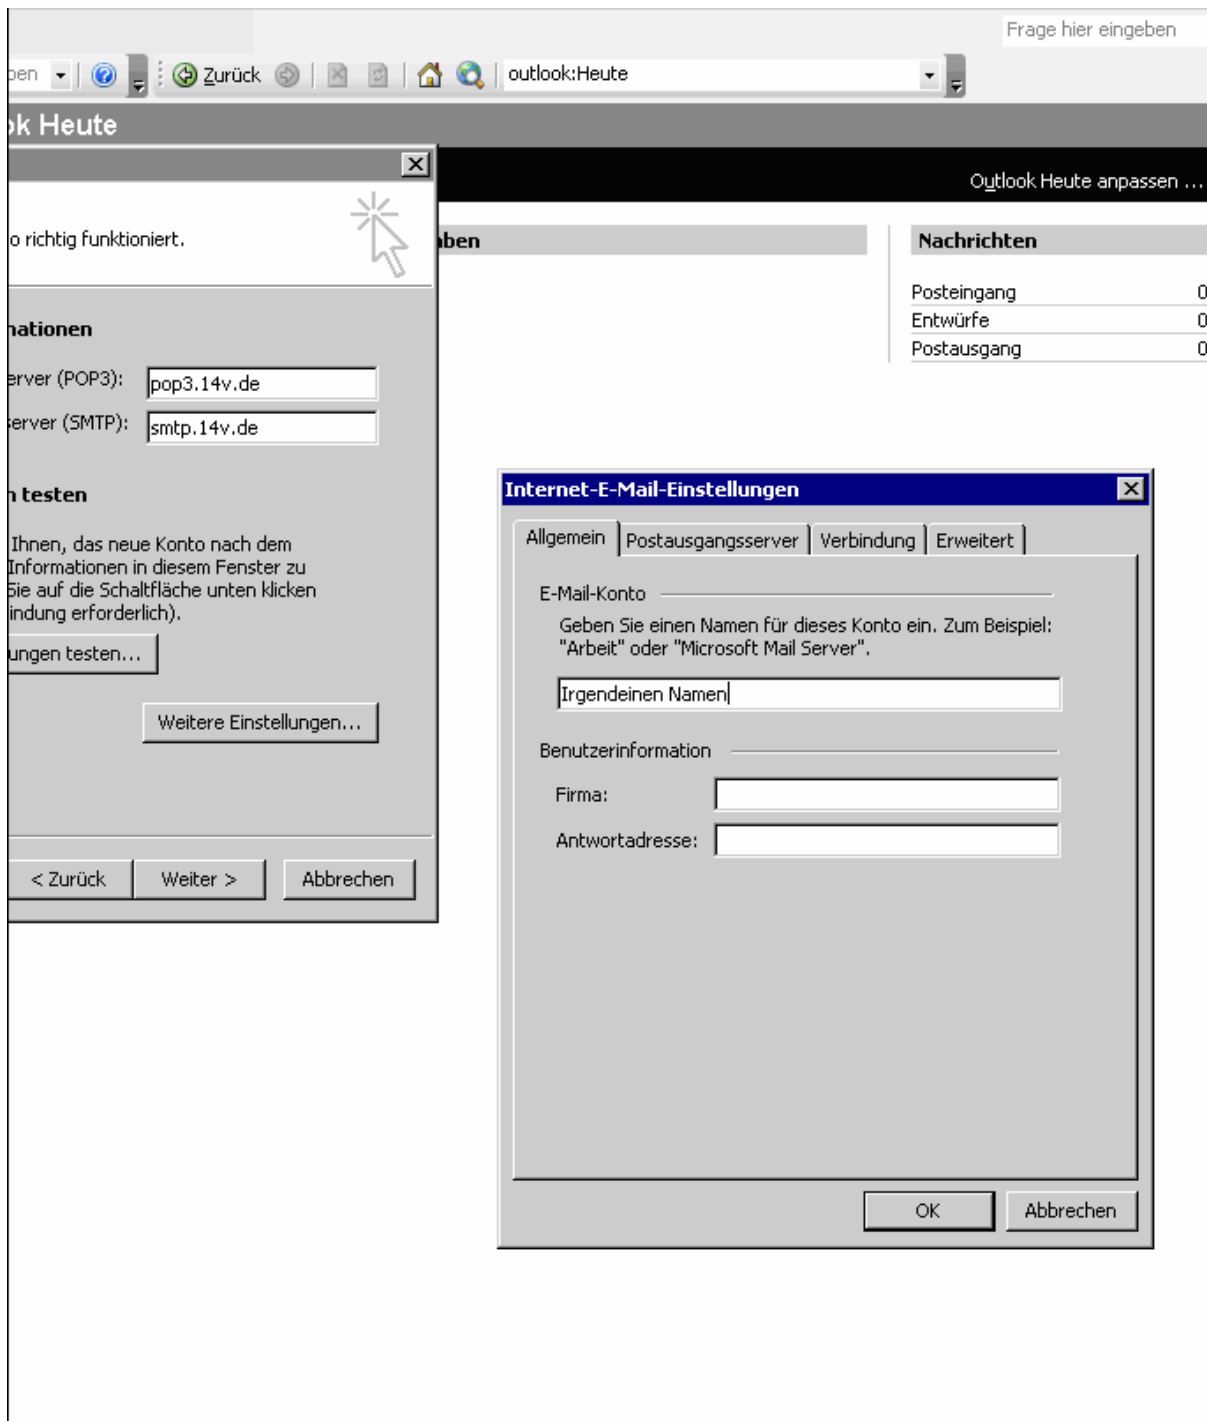 Frage hier eingeben
Zurück
outlook:Heute
Heute
Outlook Heute anpassen ...
o richtig funktioniert.
Nachrichten
Posteingang 0
Entwürfe 0
Postausgang 0
erver (POP3): pop3.14v.de
erver (SMTP): smtp.14v.de
testen
Ihnen, das neue Konto nach dem
Informationen in diesem Fenster zu
Sie auf die Schaltfläche unten klicken
indung erforderlich).
ungen testen...
Weitere Einstellungen...
< Zurück Weiter > Abbrechen
Internet-E-Mail-Einstellungen
Allgemein Postausgangsserver Verbindung Erweitert
E-Mail-Konto
Geben Sie einen Namen für dieses Konto ein. Zum Beispiel:
"Arbeit" oder "Microsoft Mail Server".
Irgendeinen Namen
Benutzerinformation
Firma:
Antwortadresse:
OK Abbrechen